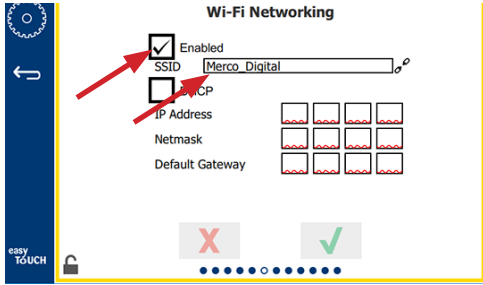 Wi-Fi Networking
Enabled
SSID
Merco_Digital
DHCP
IP Address
Netmask
Default Gateway
easy
TOUCH